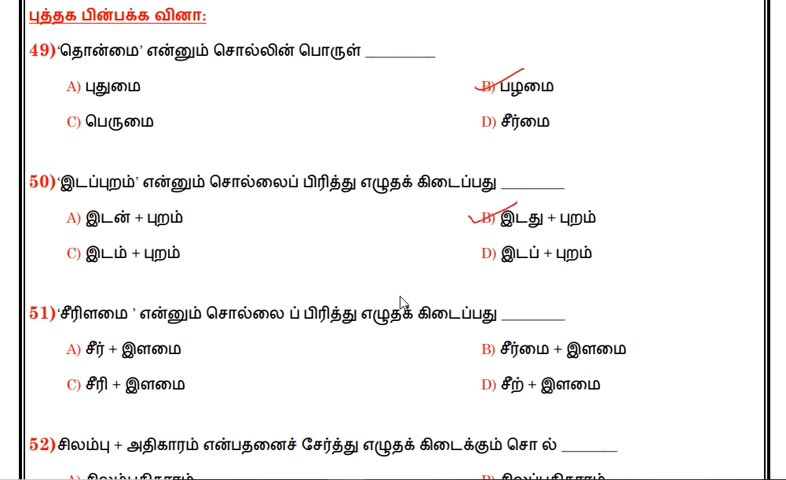 புத்தக பின்பக்க வினா:
49)‘தொன்மை’ என்னும் சொல்லின் பொருள் ________
A) புதுமை B) பழமை
C) பெருமை D) சீர்மை
50)‘இடப்புறம்’ என்னும் சொல்லைப் பிரித்து எழுதக் கிடைப்பது ________
A) இடன் + புறம் B) இடது + புறம்
C) இடம் + புறம் D) இடப் + புறம்
51)‘சீரிளமை ’ என்னும் சொல்லை ப் பிரித்து எழுதக் கிடைப்பது ________
A) சீர் + இளமை B) சீர்மை + இளமை
C) சீரி + இளமை D) சீற் + இளமை
52)சிலம்பு + அதிகாரம் என்பதனைச் சேர்த்து எழுதக் கிடைக்கும் சொ ல் _______